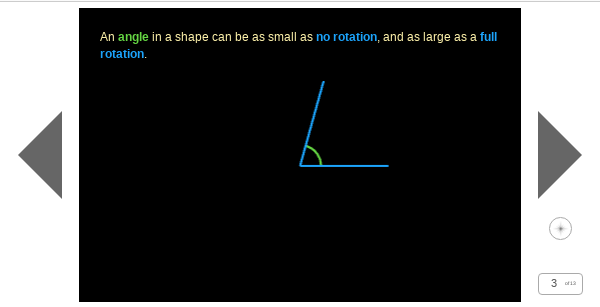 An angle in a shape can be as small as no rotation, and as large as a full
rotation.
3 of 13